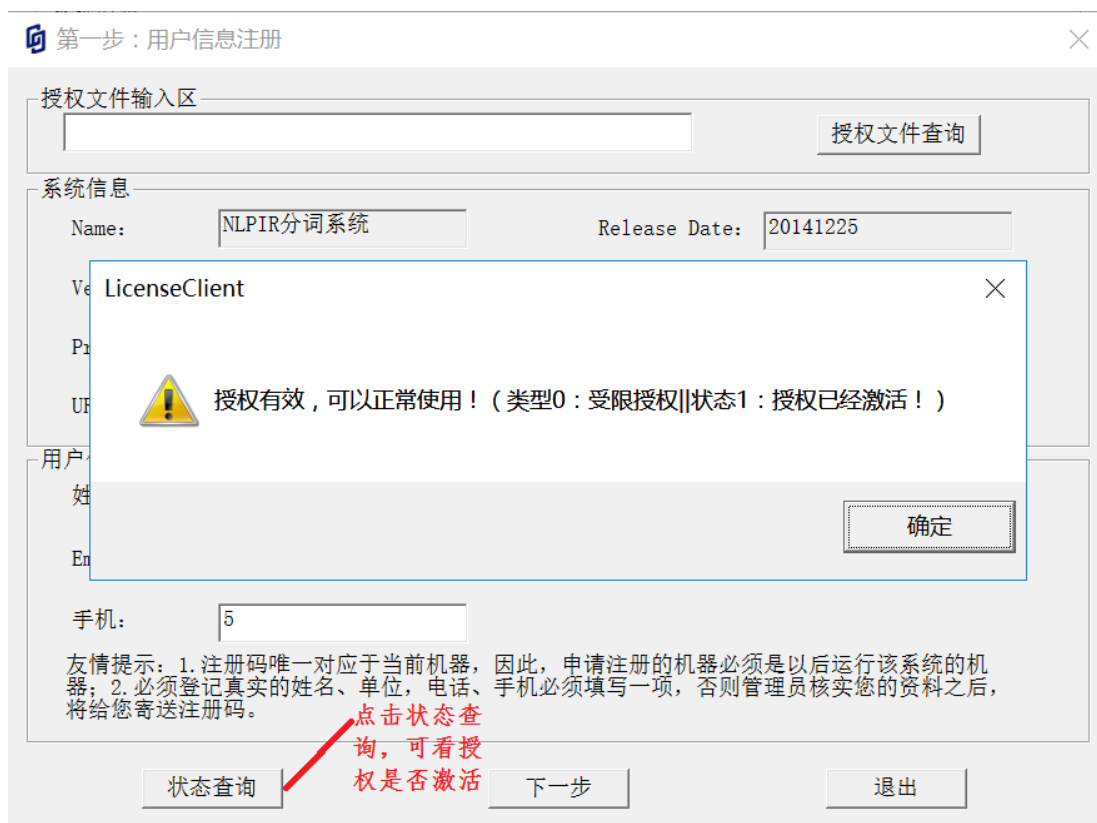 第一步：用户信息注册
授权文件输入区
授权文件查询
系统信息
Name:
NLPIR分词系统
Release Date:
20141225
LicenseClient
授权有效，可以正常使用！（类型0：受限授权||状态1：授权已经激活！）
确定
用户
姓
手机:
5
友情提示: 1.注册码唯一对应于当前机器，因此，申请注册的机器必须是以后运行该系统的机
器；2.必须登记真实的姓名、单位，电话、手机必须填写一项，否则管理员核实您的资料之后，
将给您寄送注册码。
点击状态查
询，可看授
权是否激活
状态查询
下一步
退出